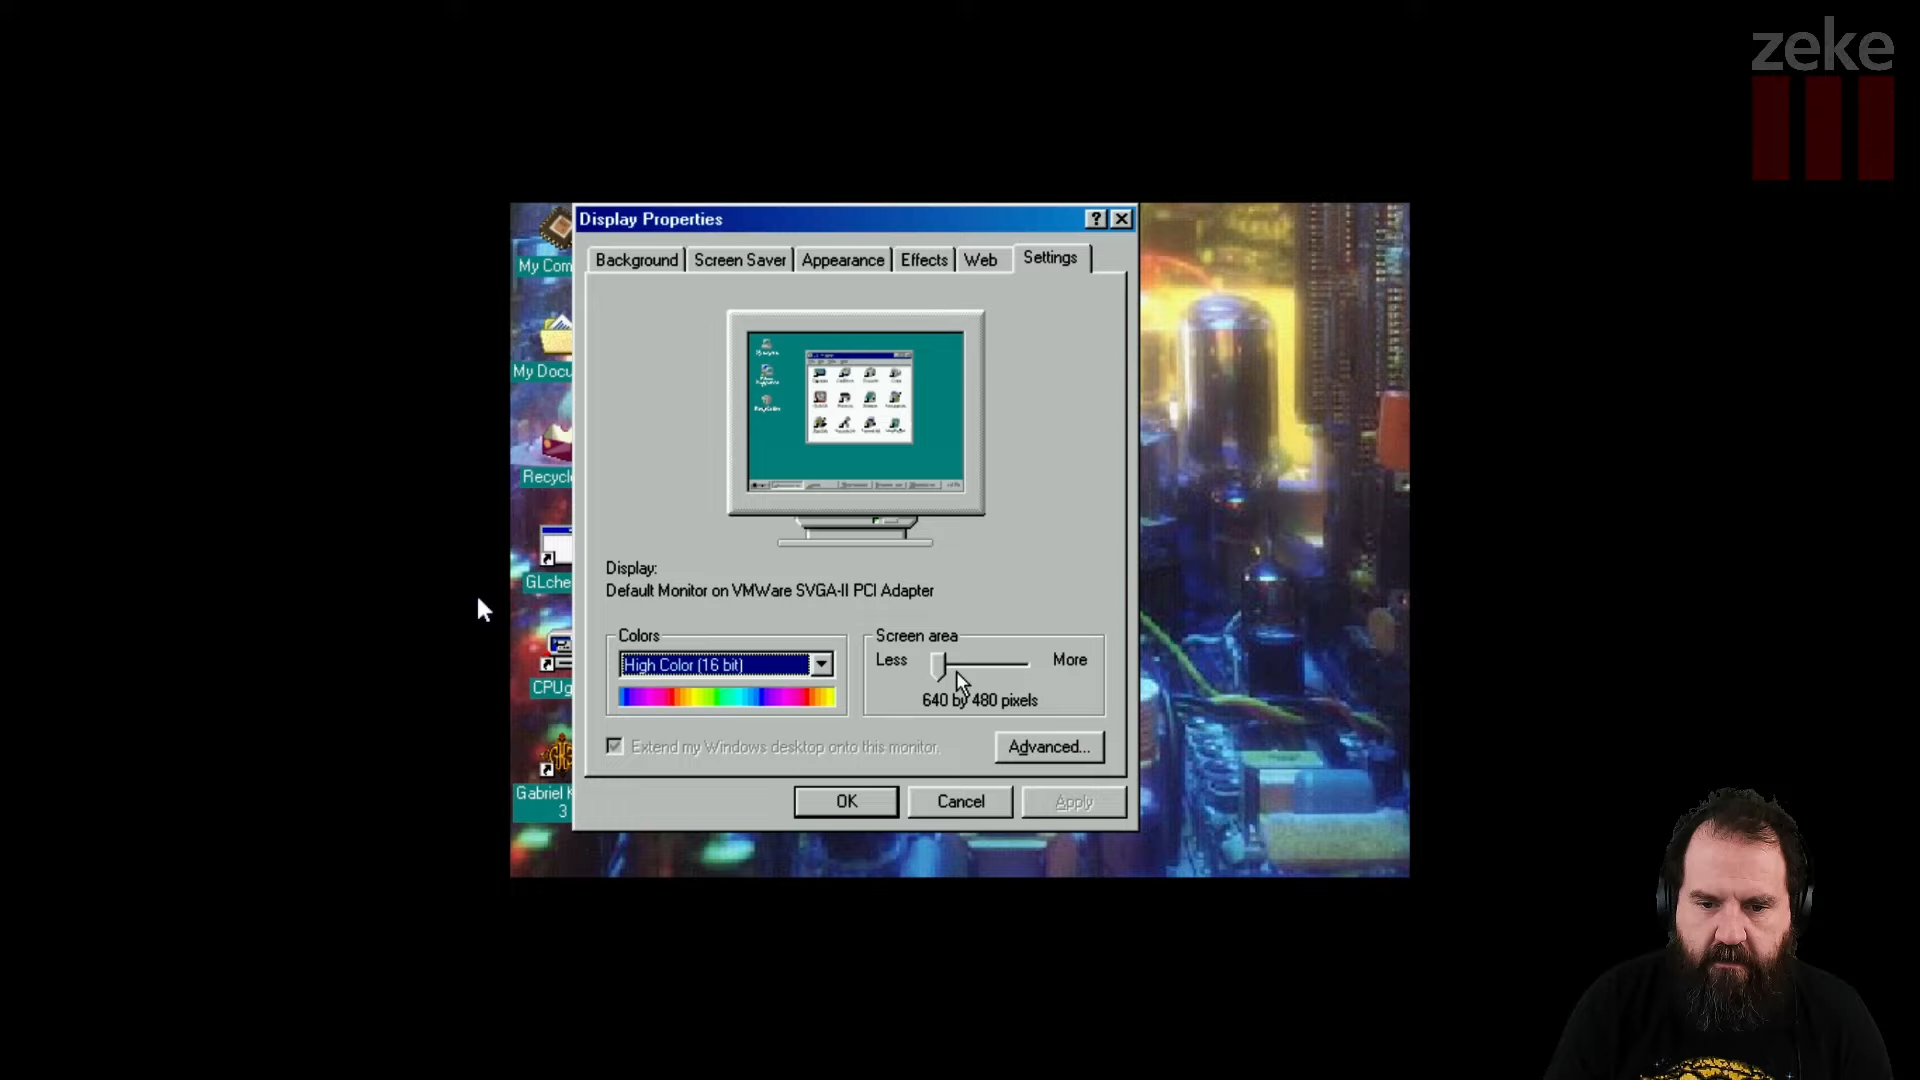 zeke
Display Properties
Background
Screen Saver
Appearance
Effects
Web
Settings
My Com
My Docu
Recycl
GLche
CPUg
Gabriel K
3
Display:
Default Monitor on VMWare SVGA-II PCI Adapter
Colors
High Color (16 bit)
Screen area
Less
More
640 by 480 pixels
Extend my Windows desktop onto this monitor.
Advanced...
OK
Cancel
Apply